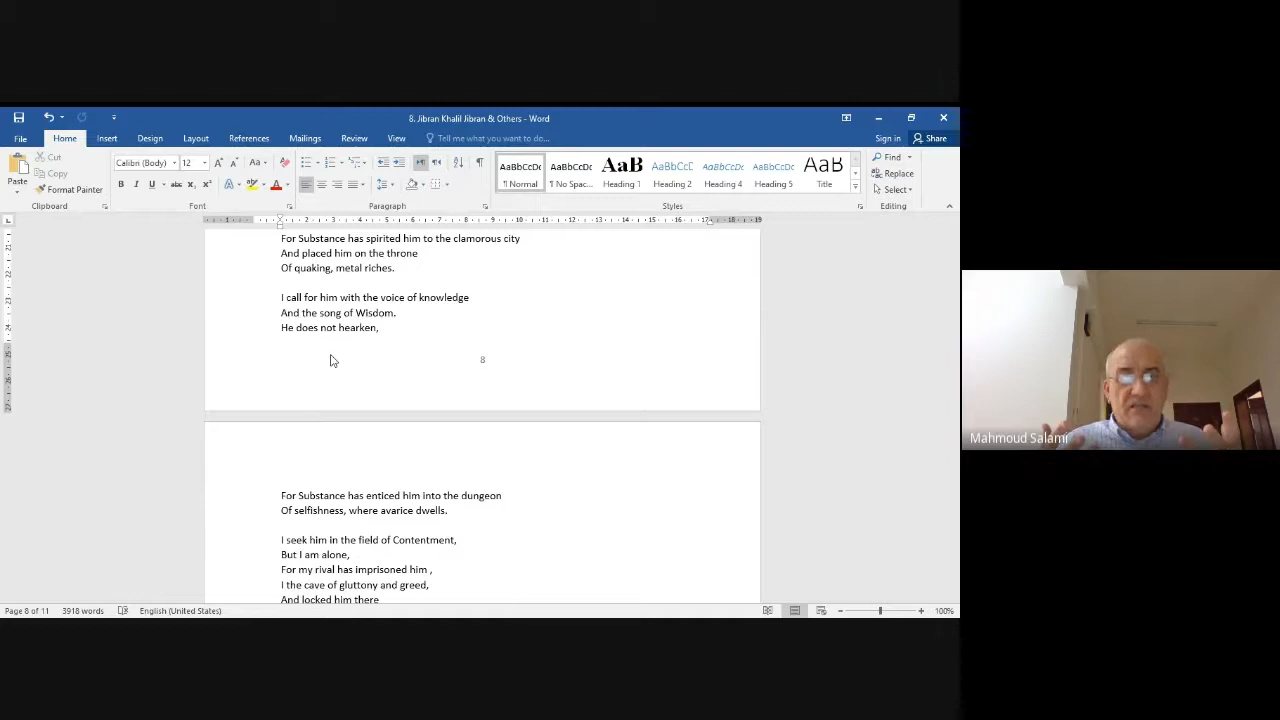 8. Jibran Khalil Jibran & Others - Word
File Home Insert Design Layout References Mailings Review View Tell me what you want to do... Sign in Share
Paste Cut Copy Format Painter Clipboard
Calibri (Body) 12 Font
Paragraph
AaBbCcDc ¶ Normal AaBbCcDc ¶ No Spac... AaB Heading 1 AaBbCcD Heading 2 AaBbCcDc Heading 4 AaBbCcDc Heading 5 AaB Title Styles
Find Replace Select Editing
For Substance has spirited him to the clamorous city
And placed him on the throne
Of quaking, metal riches.
I call for him with the voice of knowledge
And the song of Wisdom.
He does not hearken,
8
For Substance has enticed him into the dungeon
Of selfishness, where avarice dwells.
I seek him in the field of Contentment,
But I am alone,
For my rival has imprisoned him ,
I the cave of gluttony and greed,
And locked him there
Page 8 of 11 3918 words English (United States) 100%
Mahmoud Salami